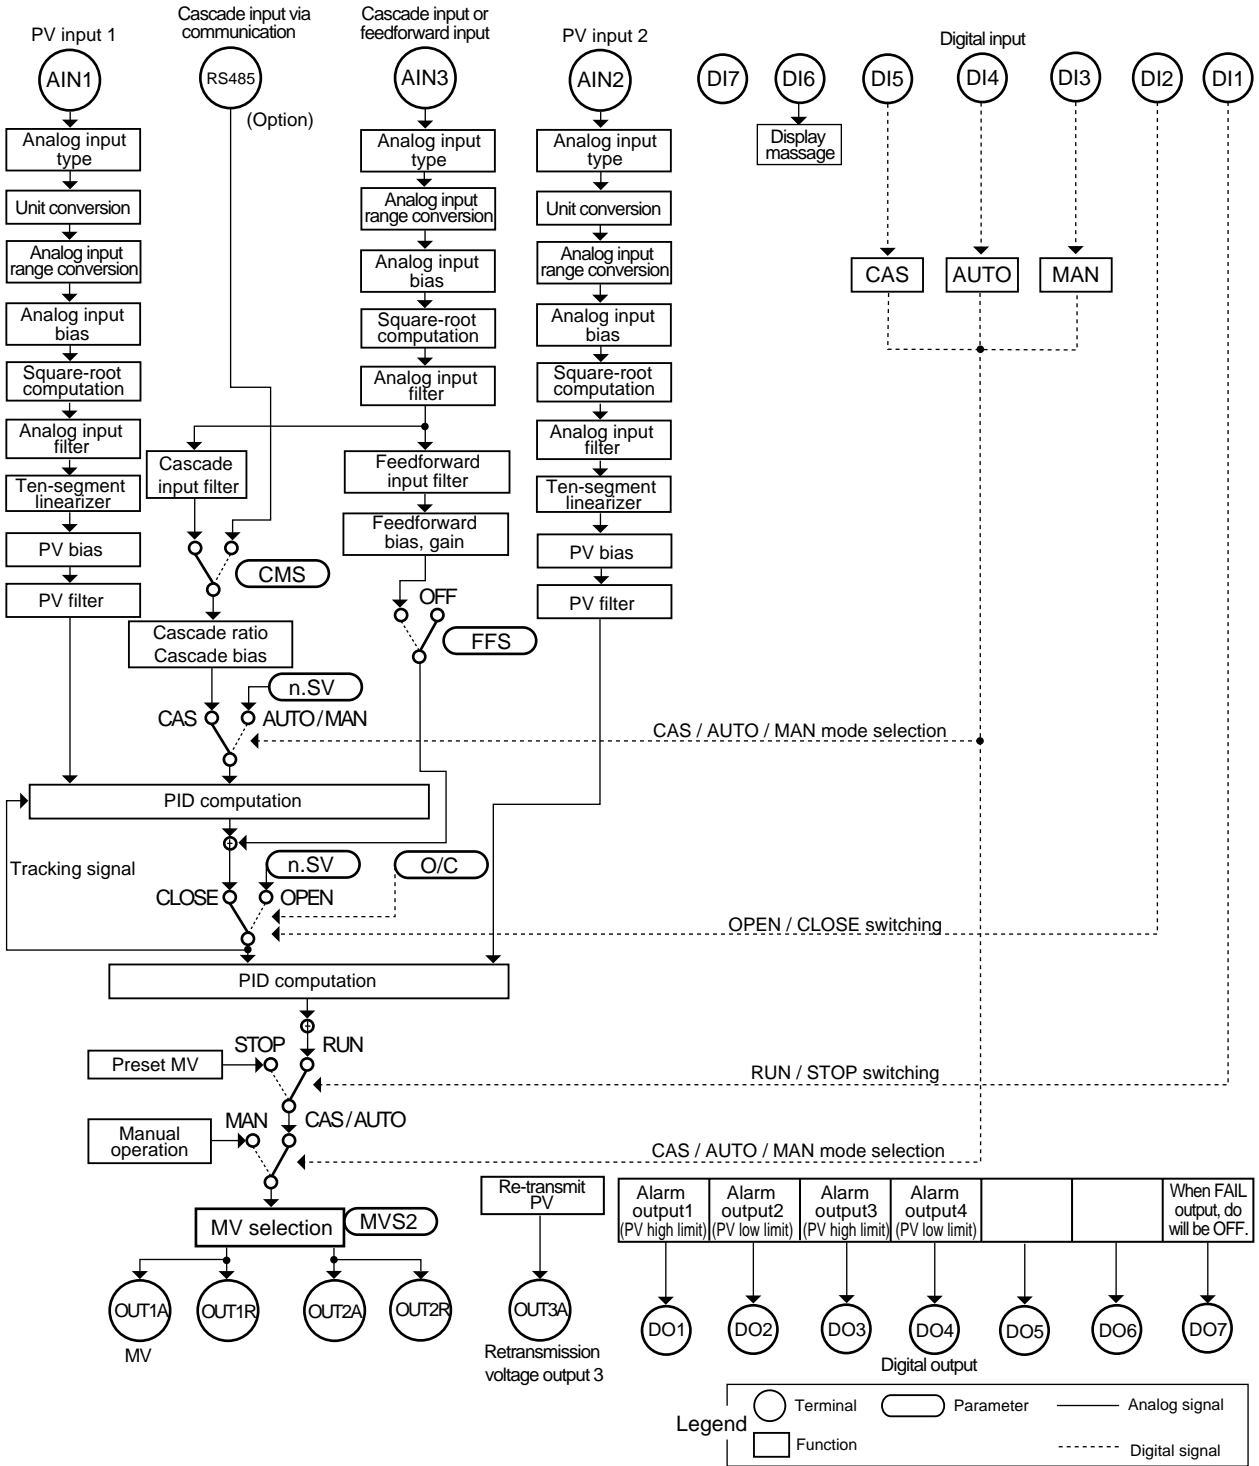 PV input 1
Cascade input via
communication
Cascade input or
feedforward input
PV input 2
Digital input
AIN1
RS485
AIN3
AIN2
DI7
DI6
DI5
DI4
DI3
DI2
DI1
(Option)
Display
massage
Analog input
type
Unit conversion
Analog input
range conversion
Analog input
bias
Square-root
computation
Analog input
filter
Ten-segment
linearizer
PV bias
PV filter
Analog input
type
Analog input
range conversion
Analog input
bias
Square-root
computation
Analog input
filter
Cascade
input filter
Feedforward
input filter
Feedforward
bias, gain
Analog input
type
Unit conversion
Analog input
range conversion
Analog input
bias
Square-root
computation
Analog input
filter
Ten-segment
linearizer
PV bias
PV filter
CAS
AUTO
MAN
CMS
OFF
FFS
Cascade ratio
Cascade bias
n.SV
CAS
AUTO / MAN
CAS / AUTO / MAN mode selection
PID computation
Tracking signal
n.SV
O/C
CLOSE
OPEN
OPEN / CLOSE switching
PID computation
STOP
RUN
Preset MV
RUN / STOP switching
MAN
CAS / AUTO
Manual
operation
CAS / AUTO / MAN mode selection
MV selection
MVS2
Re-transmit
PV
Alarm
output1
(PV high limit)
Alarm
output2
(PV low limit)
Alarm
output3
(PV high limit)
Alarm
output4
(PV low limit)
When FAIL
output, do
will be OFF.
OUT1A
OUT1R
OUT2A
OUT2R
OUT3A
DO1
DO2
DO3
DO4
DO5
DO6
DO7
MV
Retransmission
voltage output 3
Digital output
Legend
Terminal
Parameter
Analog signal
Function
Digital signal